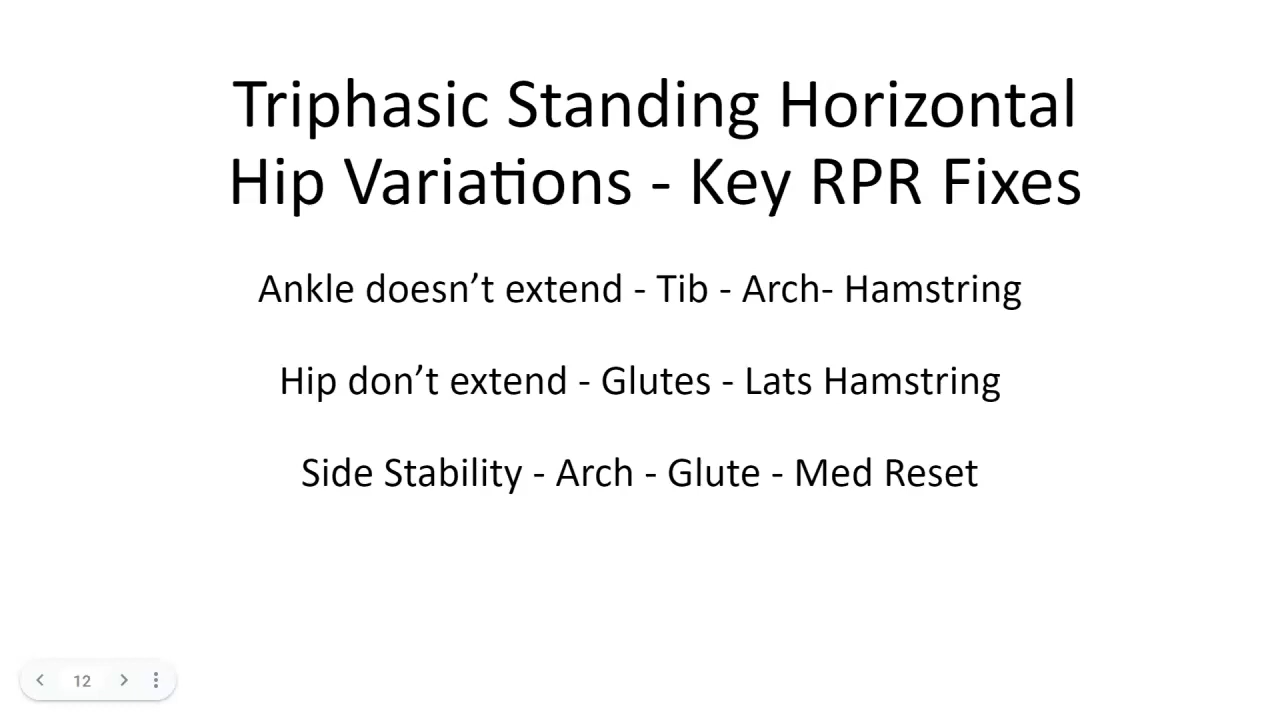 Triphasic Standing Horizontal
Hip Variations - Key RPR Fixes
Ankle doesn’t extend - Tib - Arch- Hamstring
Hip don’t extend - Glutes - Lats Hamstring
Side Stability - Arch - Glute - Med Reset
12